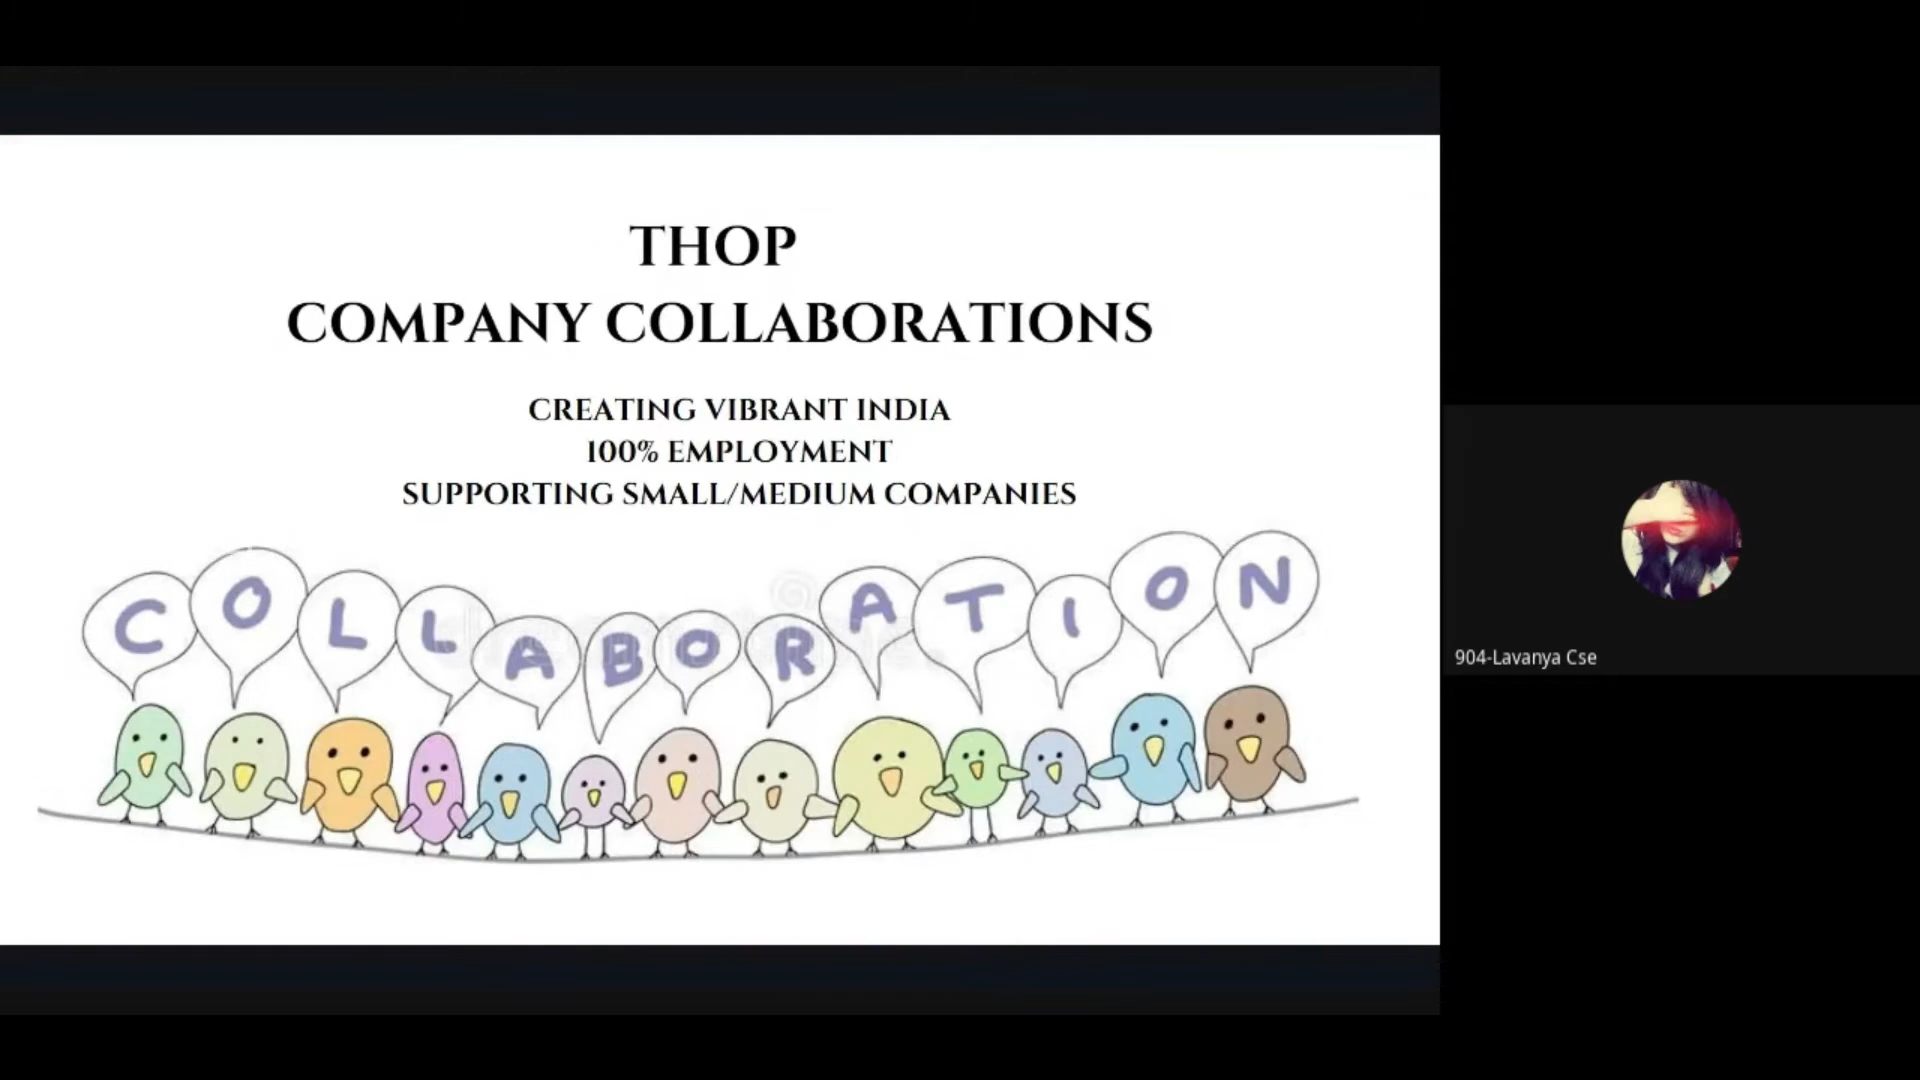 THOP
COMPANY COLLABORATIONS
CREATING VIBRANT INDIA
100% EMPLOYMENT
SUPPORTING SMALL/MEDIUM COMPANIES
COLLABORATION
904-Lavanya Cse